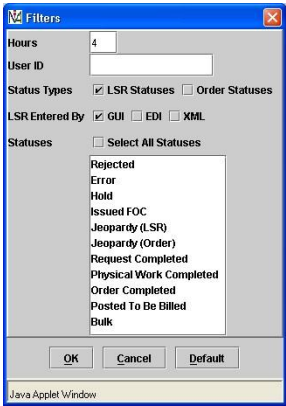 Filters
Hours 4
User ID
Status Types LSR Statuses Order Statuses
LSR Entered By GUI EDI XML
Statuses Select All Statuses
Rejected
Error
Hold
Issued FOC
Jeopardy (LSR)
Jeopardy (Order)
Request Completed
Physical Work Completed
Order Completed
Posted To Be Billed
Bulk
OK Cancel Default
Java Applet Window